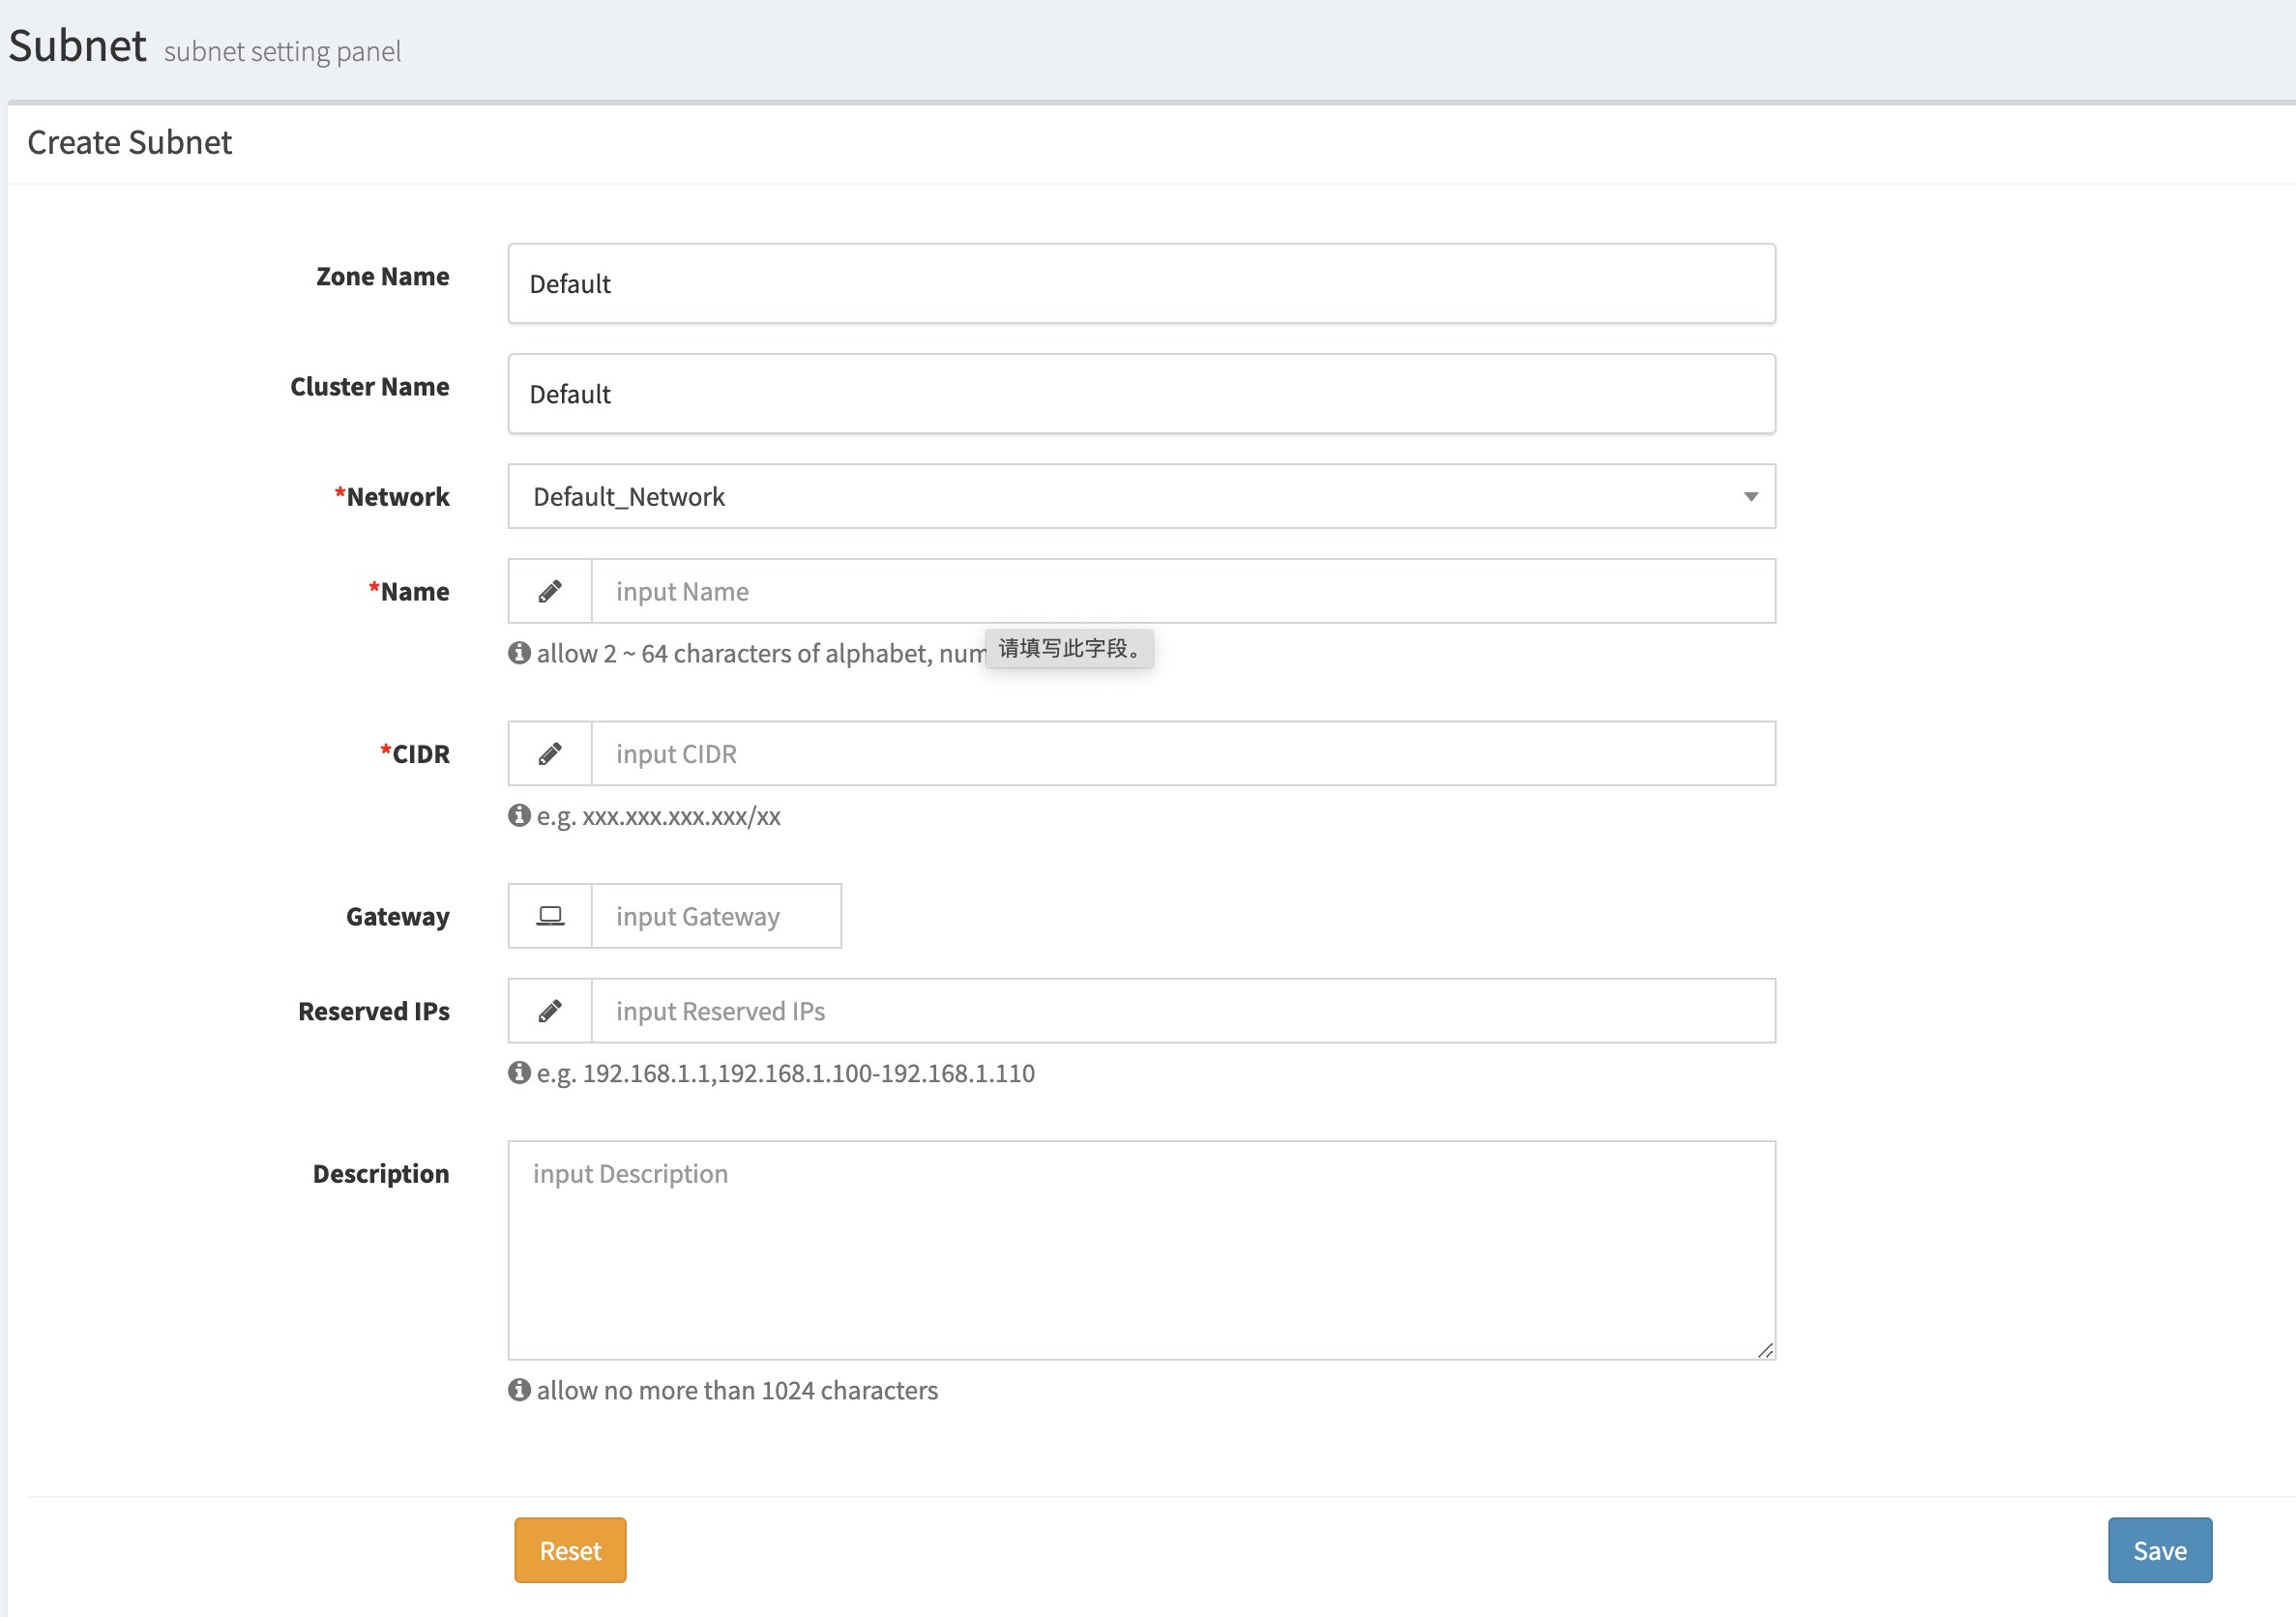 Subnet subnet setting panel
Create Subnet
Zone Name Default
Cluster Name Default
*Network Default_Network
*Name input Name
allow 2 ~ 64 characters of alphabet,
请填写此字段。
*CIDR input CIDR
e.g. xxx.xxx.xxx.xxx/xx
Gateway input Gateway
Reserved IPs input Reserved IPs
e.g. 192.168.1.1,192.168.1.100-192.168.1.110
Description input Description
allow no more than 1024 characters
Reset Save